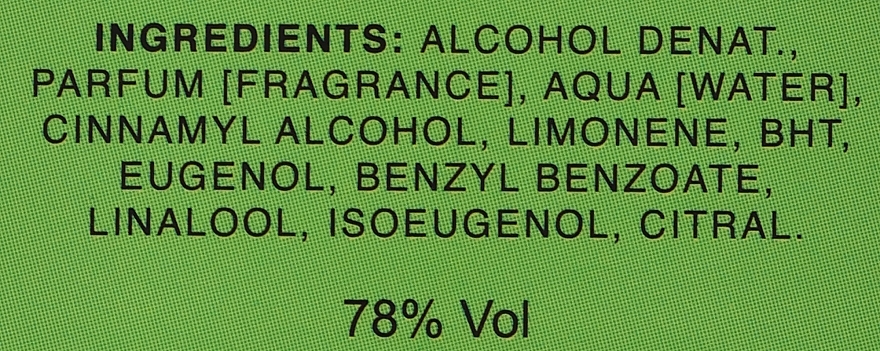 INGREDIENTS: ALCOHOL DENAT.,
PARFUM [FRAGRANCE], AQUA [WATER],
CINNAMYL ALCOHOL, LIMONENE, BHT,
EUGENOL, BENZYL BENZOATE,
LINALOOL, ISOEUGENOL, CITRAL.
78% Vol